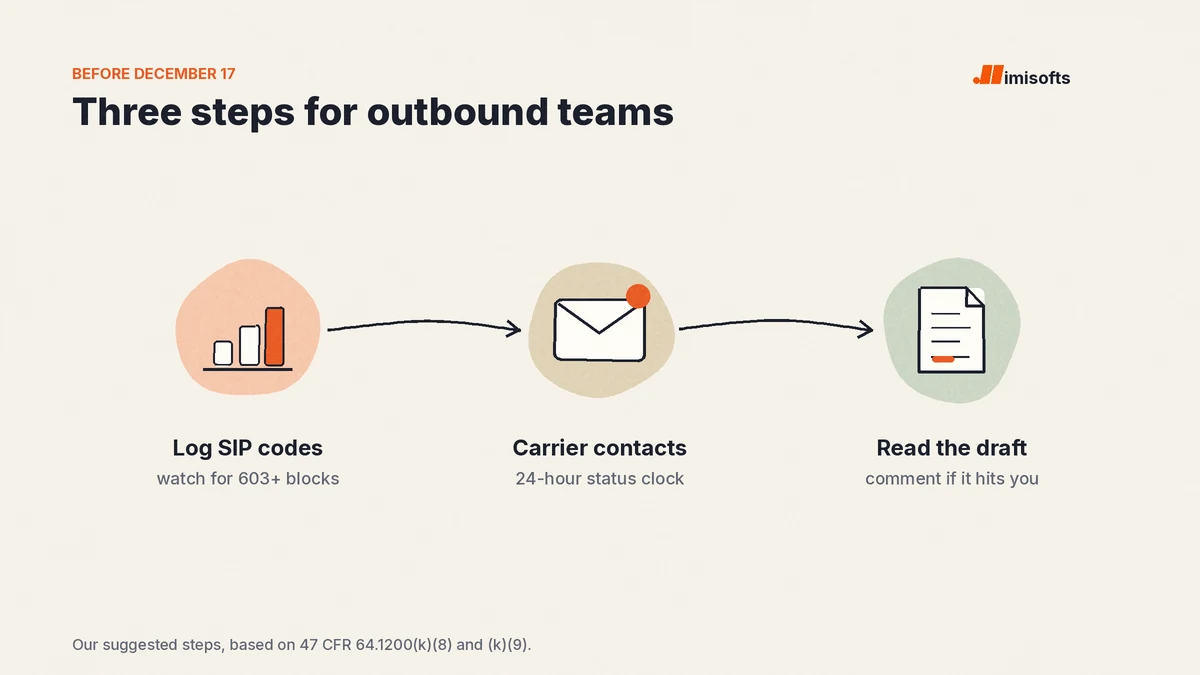 BEFORE DECEMBER 17
imisofts
Three steps for outbound teams
Log SIP codes
watch for 603+ blocks
Carrier contacts
24-hour status clock
Read the draft
comment if it hits you
Our suggested steps, based on 47 CFR 64.1200(k)(8) and (k)(9).